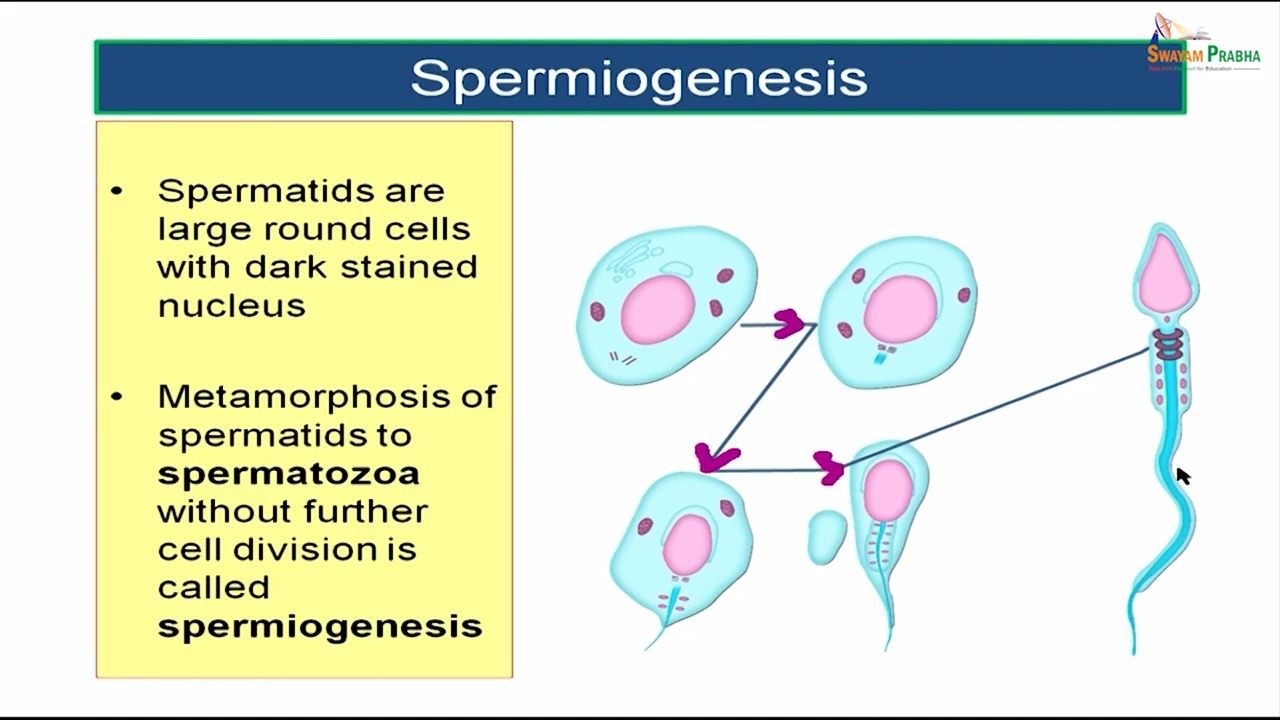 SWAYAM PRABHA
Spermiogenesis
• Spermatids are
large round cells
with dark stained
nucleus
• Metamorphosis of
spermatids to
spermatozoa
without further
cell division is
called
spermiogenesis